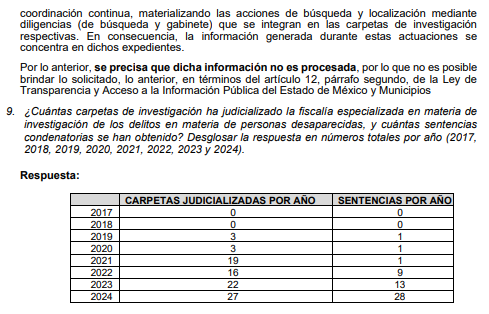 coordinación continua, materializando las acciones de búsqueda y localización mediante
diligencias (de búsqueda y gabinete) que se integran en las carpetas de investigación
respectivas. En consecuencia, la información generada durante estas actuaciones se
concentra en dichos expedientes.
Por lo anterior, se precisa que dicha información no es procesada, por lo que no es posible
brindar lo solicitado, lo anterior, en términos del artículo 12, párrafo segundo, de la Ley de
Transparencia y Acceso a la Información Pública del Estado de México y Municipios
9. ¿Cuántas carpetas de investigación ha judicializado la fiscalía especializada en materia de
investigación de los delitos en materia de personas desaparecidas, y cuántas sentencias
condenatorias se han obtenido? Desglosar la respuesta en números totales por año (2017,
2018, 2019, 2020, 2021, 2022, 2023 y 2024).
Respuesta:
CARPETAS JUDICIALIZADAS POR AÑO SENTENCIAS POR AÑO
2017 0 0
2018 0 0
2019 3 1
2020 3 1
2021 19 1
2022 16 9
2023 22 13
2024 27 28